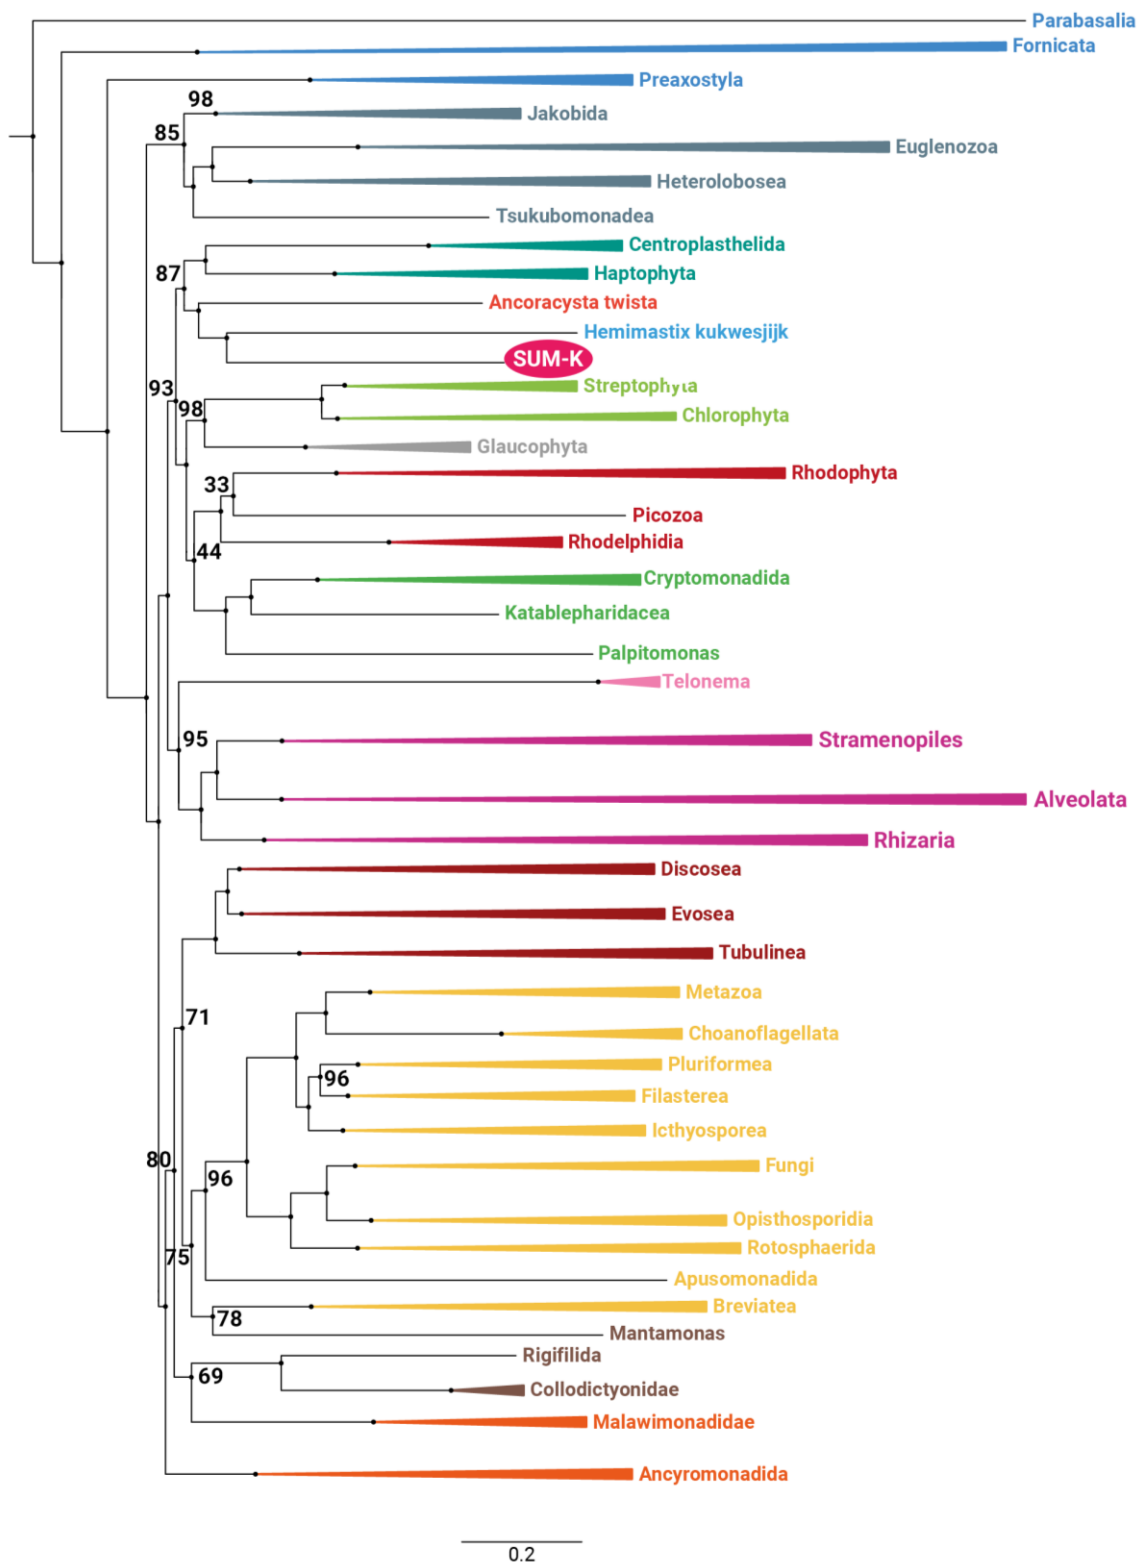 Parabasalia
Fornicata
Preaxostyla
98
Jakobida
85
Euglenozoa
Heterolobosea
Tsukubomonadea
Centroplasthelida
87
Haptophyta
Ancoracysta twista
Hemimastix kukwesjijk
SUM-K
93
Streptophyta
98
Chlorophyta
Glaucophyta
Rhodophyta
33
Picozoa
Rhodelphidia
44
Cryptomonadida
Katablepharidacea
Palpitomonas
Telonema
95
Stramenopiles
Alveolata
Rhizaria
Discosea
Evosea
Tubulinea
Metazoa
71
Choanoflagellata
Pluriformea
96
Filasterea
Icthyosporea
80
Fungi
96
Opisthosporidia
Rotosphaerida
75
Apusomonadida
Breviatea
78
Mantamonas
Rigifilida
69
Collodictyonidae
Malawimonadidae
Ancyromonadida
0.2